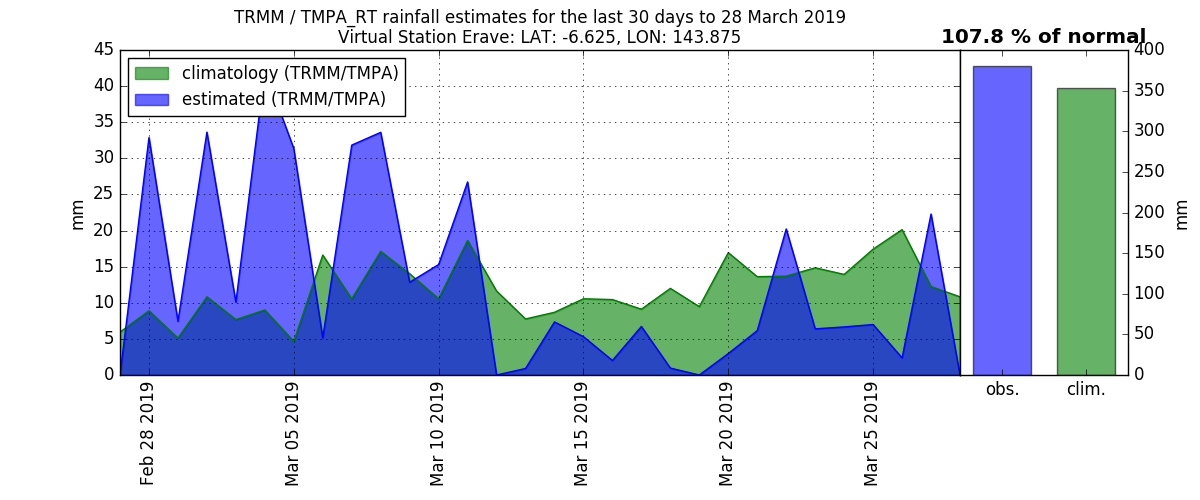 TRMM / TMPA_RT rainfall estimates for the last 30 days to 28 March 2019
Virtual Station Erave: LAT: -6.625, LON: 143.875
107.8 % of normal
climatology (TRMM/TMPA)
estimated (TRMM/TMPA)
45
40
35
30
25
20
15
10
5
0
mm
Feb 28 2019
Mar 05 2019
Mar 10 2019
Mar 15 2019
Mar 20 2019
Mar 25 2019
obs.
clim.
400
350
300
250
200
150
100
50
0
mm